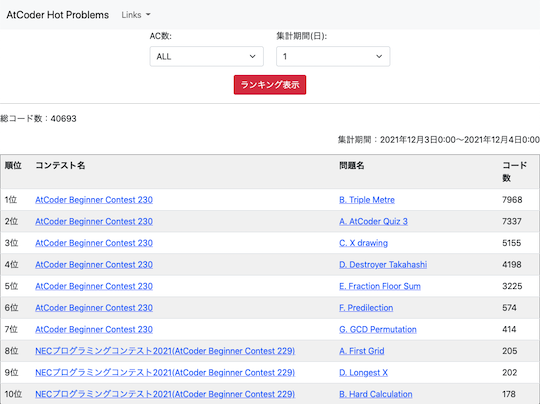 AtCoder Hot Problems Links
AC数: 集計期間(日):
ALL 1
ランキング表示
総コード数：40693
集計期間：2021年12月3日0:00〜2021年12月4日0:00
順位 コンテスト名 問題名 コード
数
1位 AtCoder Beginner Contest 230 B. Triple Metre 7968
2位 AtCoder Beginner Contest 230 A. AtCoder Quiz 3 7337
3位 AtCoder Beginner Contest 230 C. X drawing 5155
4位 AtCoder Beginner Contest 230 D. Destroyer Takahashi 4198
5位 AtCoder Beginner Contest 230 E. Fraction Floor Sum 3225
6位 AtCoder Beginner Contest 230 F. Predilection 574
7位 AtCoder Beginner Contest 230 G. GCD Permutation 414
8位 NECプログラミングコンテスト2021(AtCoder Beginner Contest 229) A. First Grid 205
9位 NECプログラミングコンテスト2021(AtCoder Beginner Contest 229) D. Longest X 202
10位 NECプログラミングコンテスト2021(AtCoder Beginner Contest 229) B. Hard Calculation 178